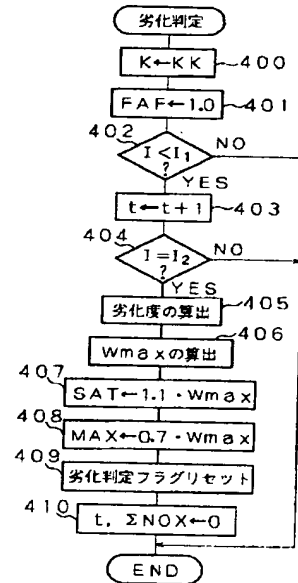 劣化判定
K←KK
400
FAF←1.0
401
402
I<I₁
?
NO
YES
t←t+1
403
404
I=I₂
?
NO
YES
劣化度の算出
405
406
Wmaxの算出
407
SAT←1.1・Wmax
408
MAX←0.7・Wmax
409
劣化判定フラグリセット
410
t, ΣNOX←0
END